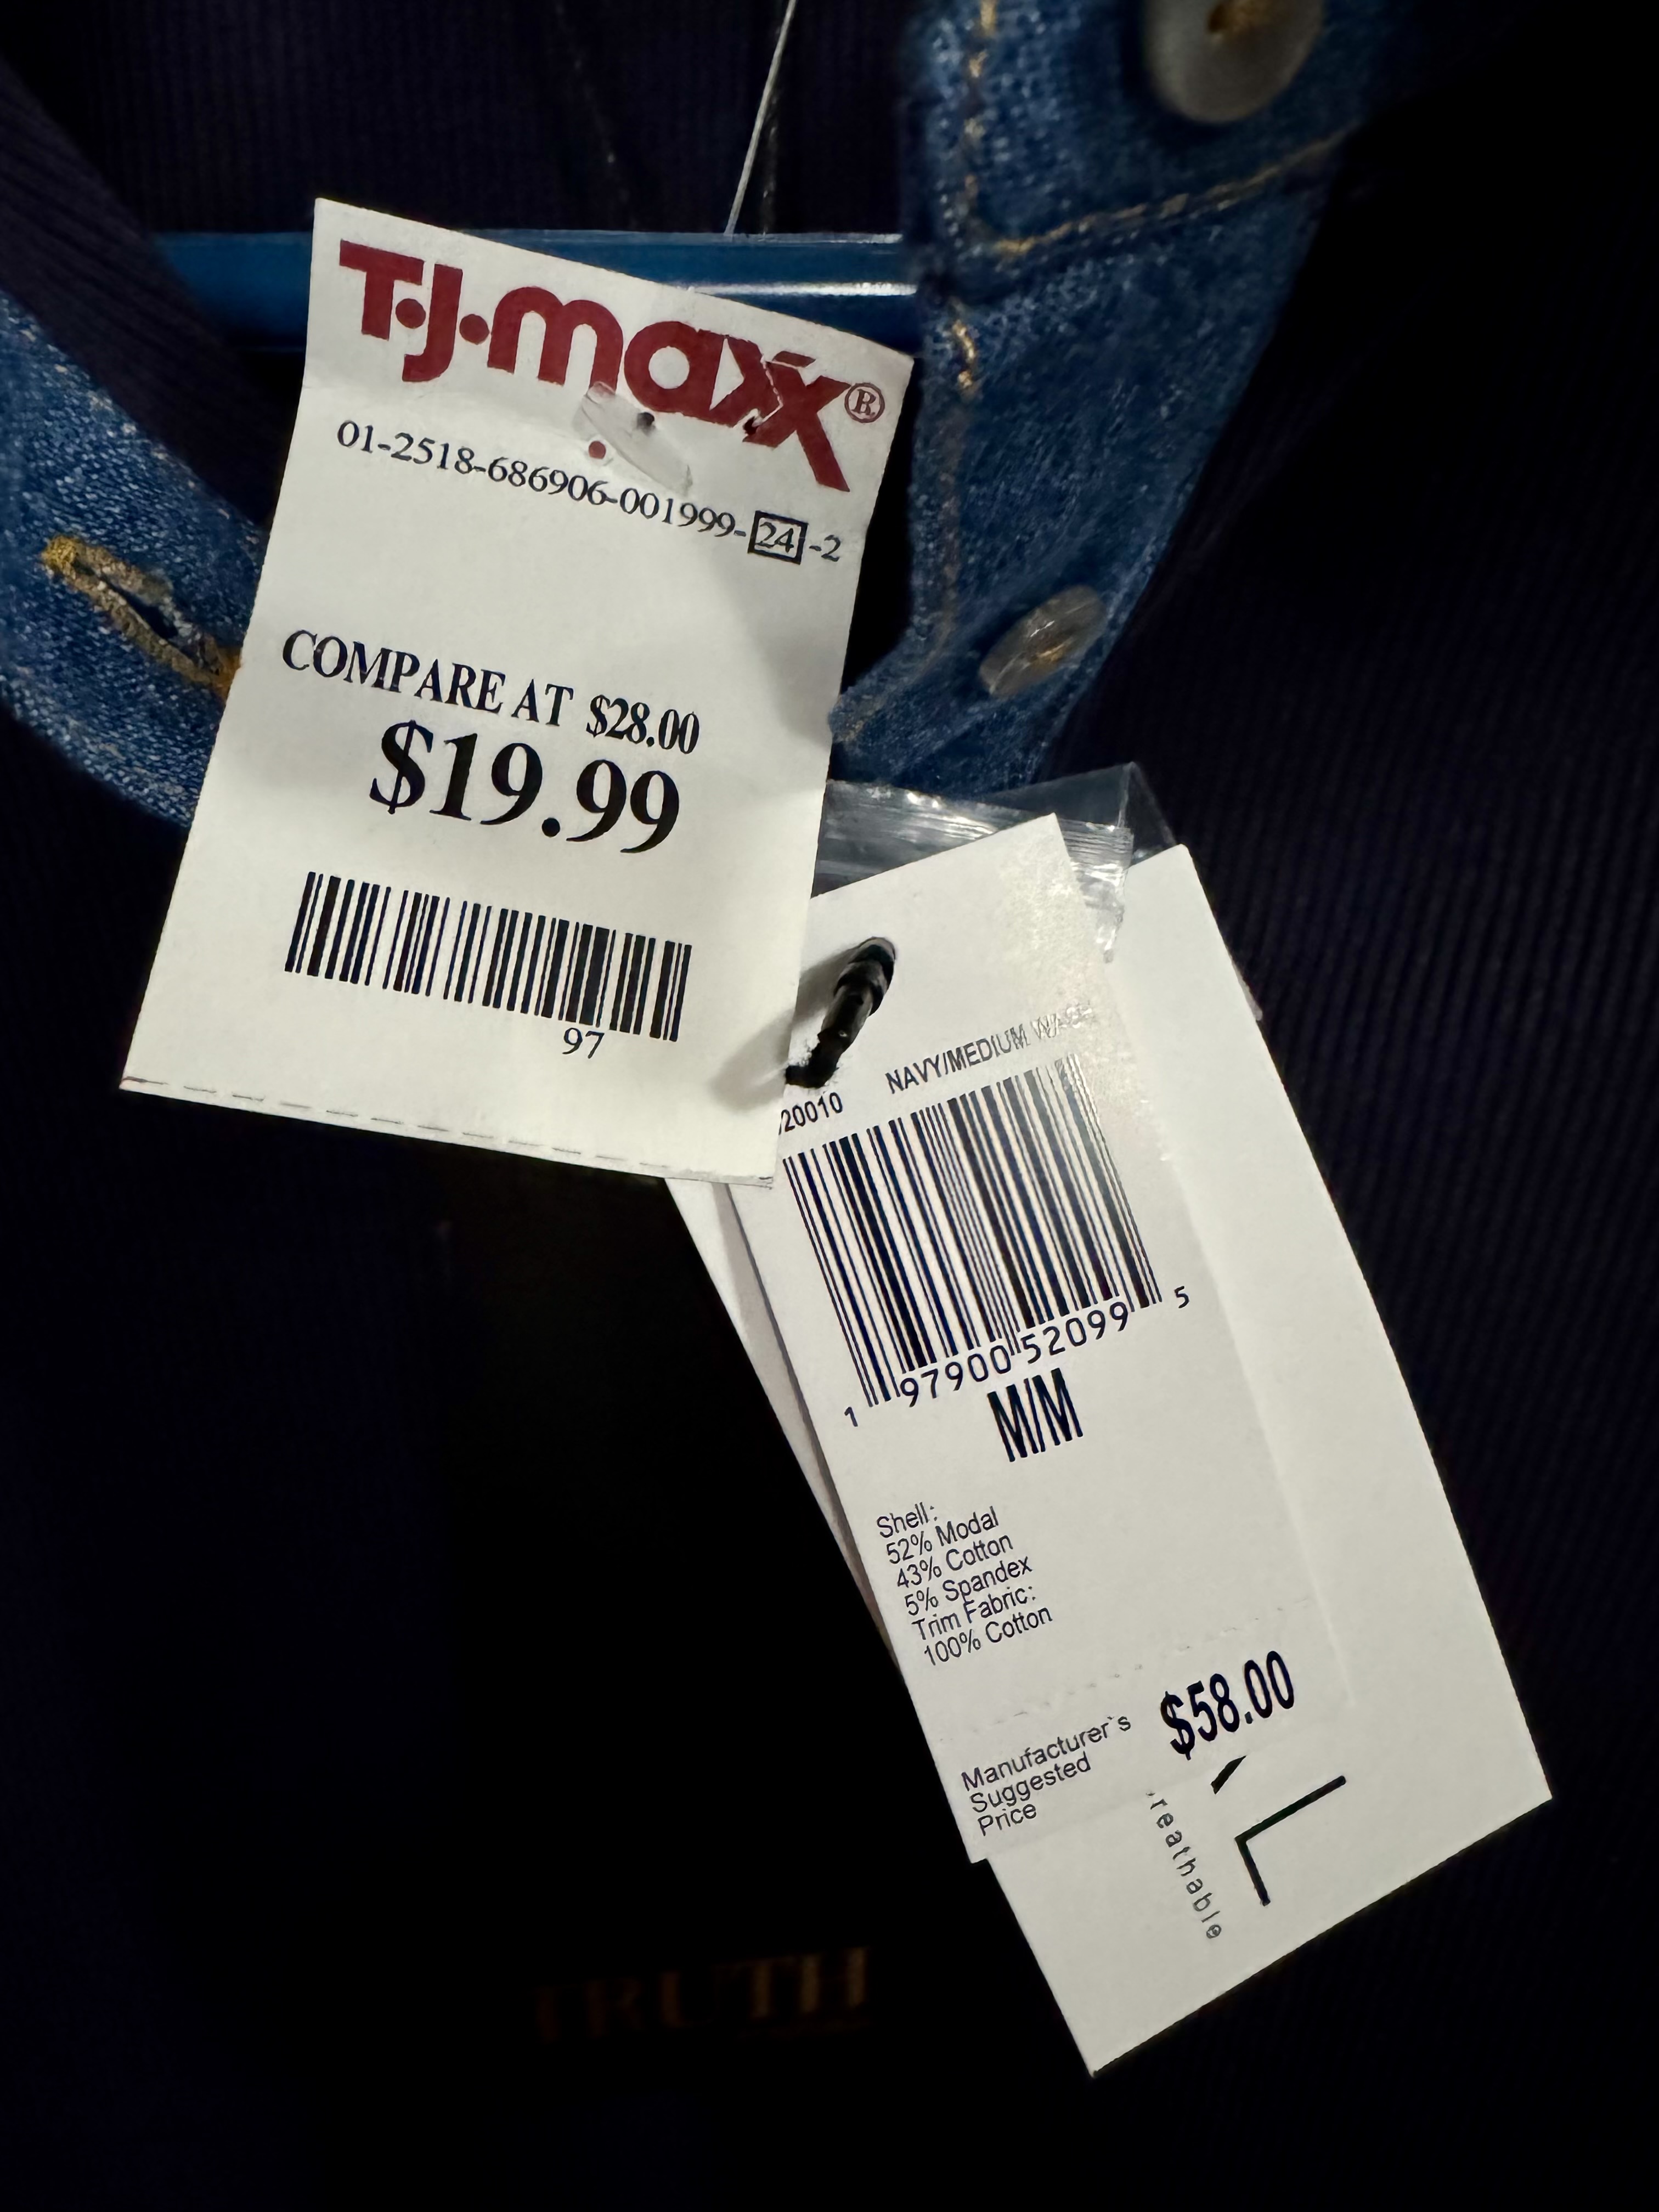 T·J·maxx®
01-2518-686906-001999-24-2
COMPARE AT $28.00
$19.99
97
20010 NAVY/MEDIUM WASH
1 97900 52099 5
M/M
Shell:
52% Modal
43% Cotton
5% Spandex
Trim Fabric:
100% Cotton
$58.00
Manufacturer's
Suggested
Price
reathable
L
TRUTH